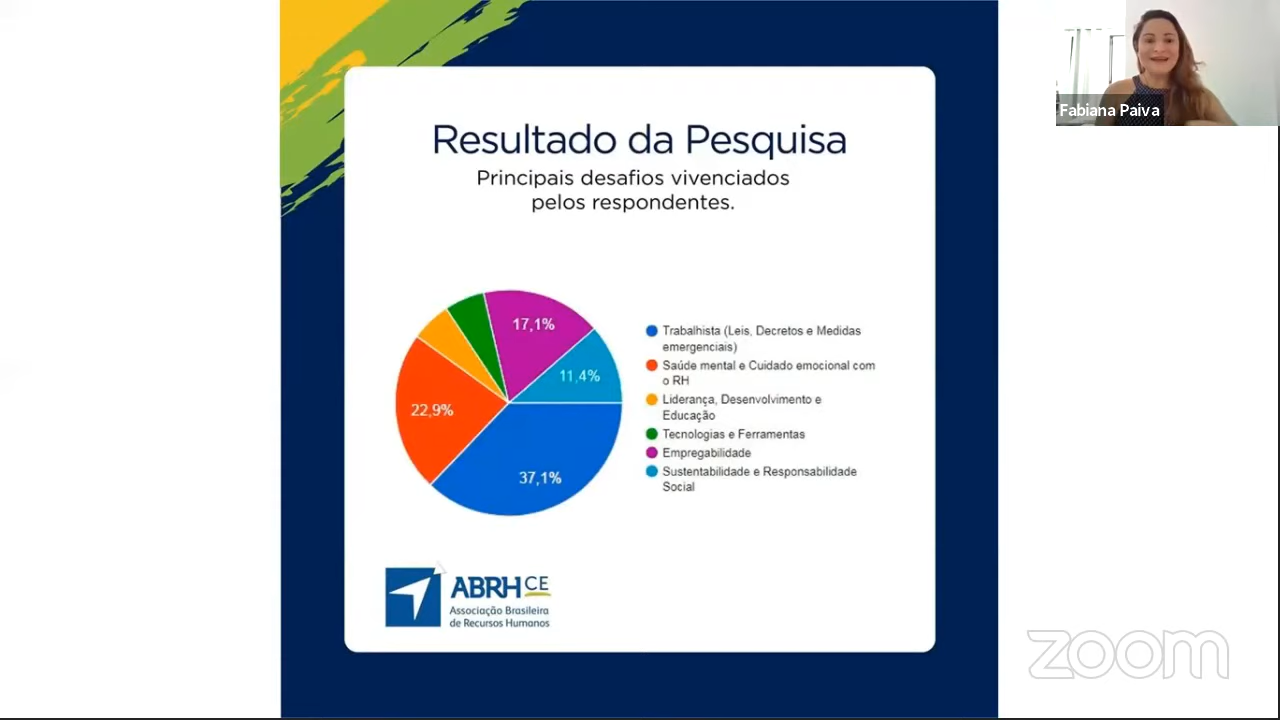 Resultado da Pesquisa
Principais desafios vivenciados
pelos respondentes.
17,1%
11,4%
22,9%
37,1%
Trabalhista (Leis, Decretos e Medidas
emergenciais)
Saúde mental e Cuidado emocional com
o RH
Liderança, Desenvolvimento e
Educação
Tecnologias e Ferramentas
Empregabilidade
Sustentabilidade e Responsabilidade
Social
ABRH CE
Associação Brasileira
de Recursos Humanos
Fabiana Paiva
zoom